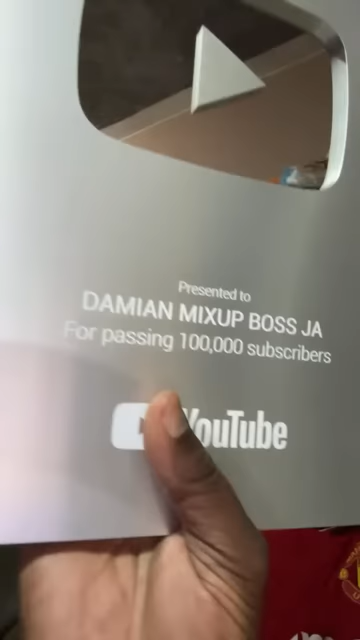 Presented to
DAMIAN MIXUP BOSS JA
For passing 100,000 subscribers
YouTube